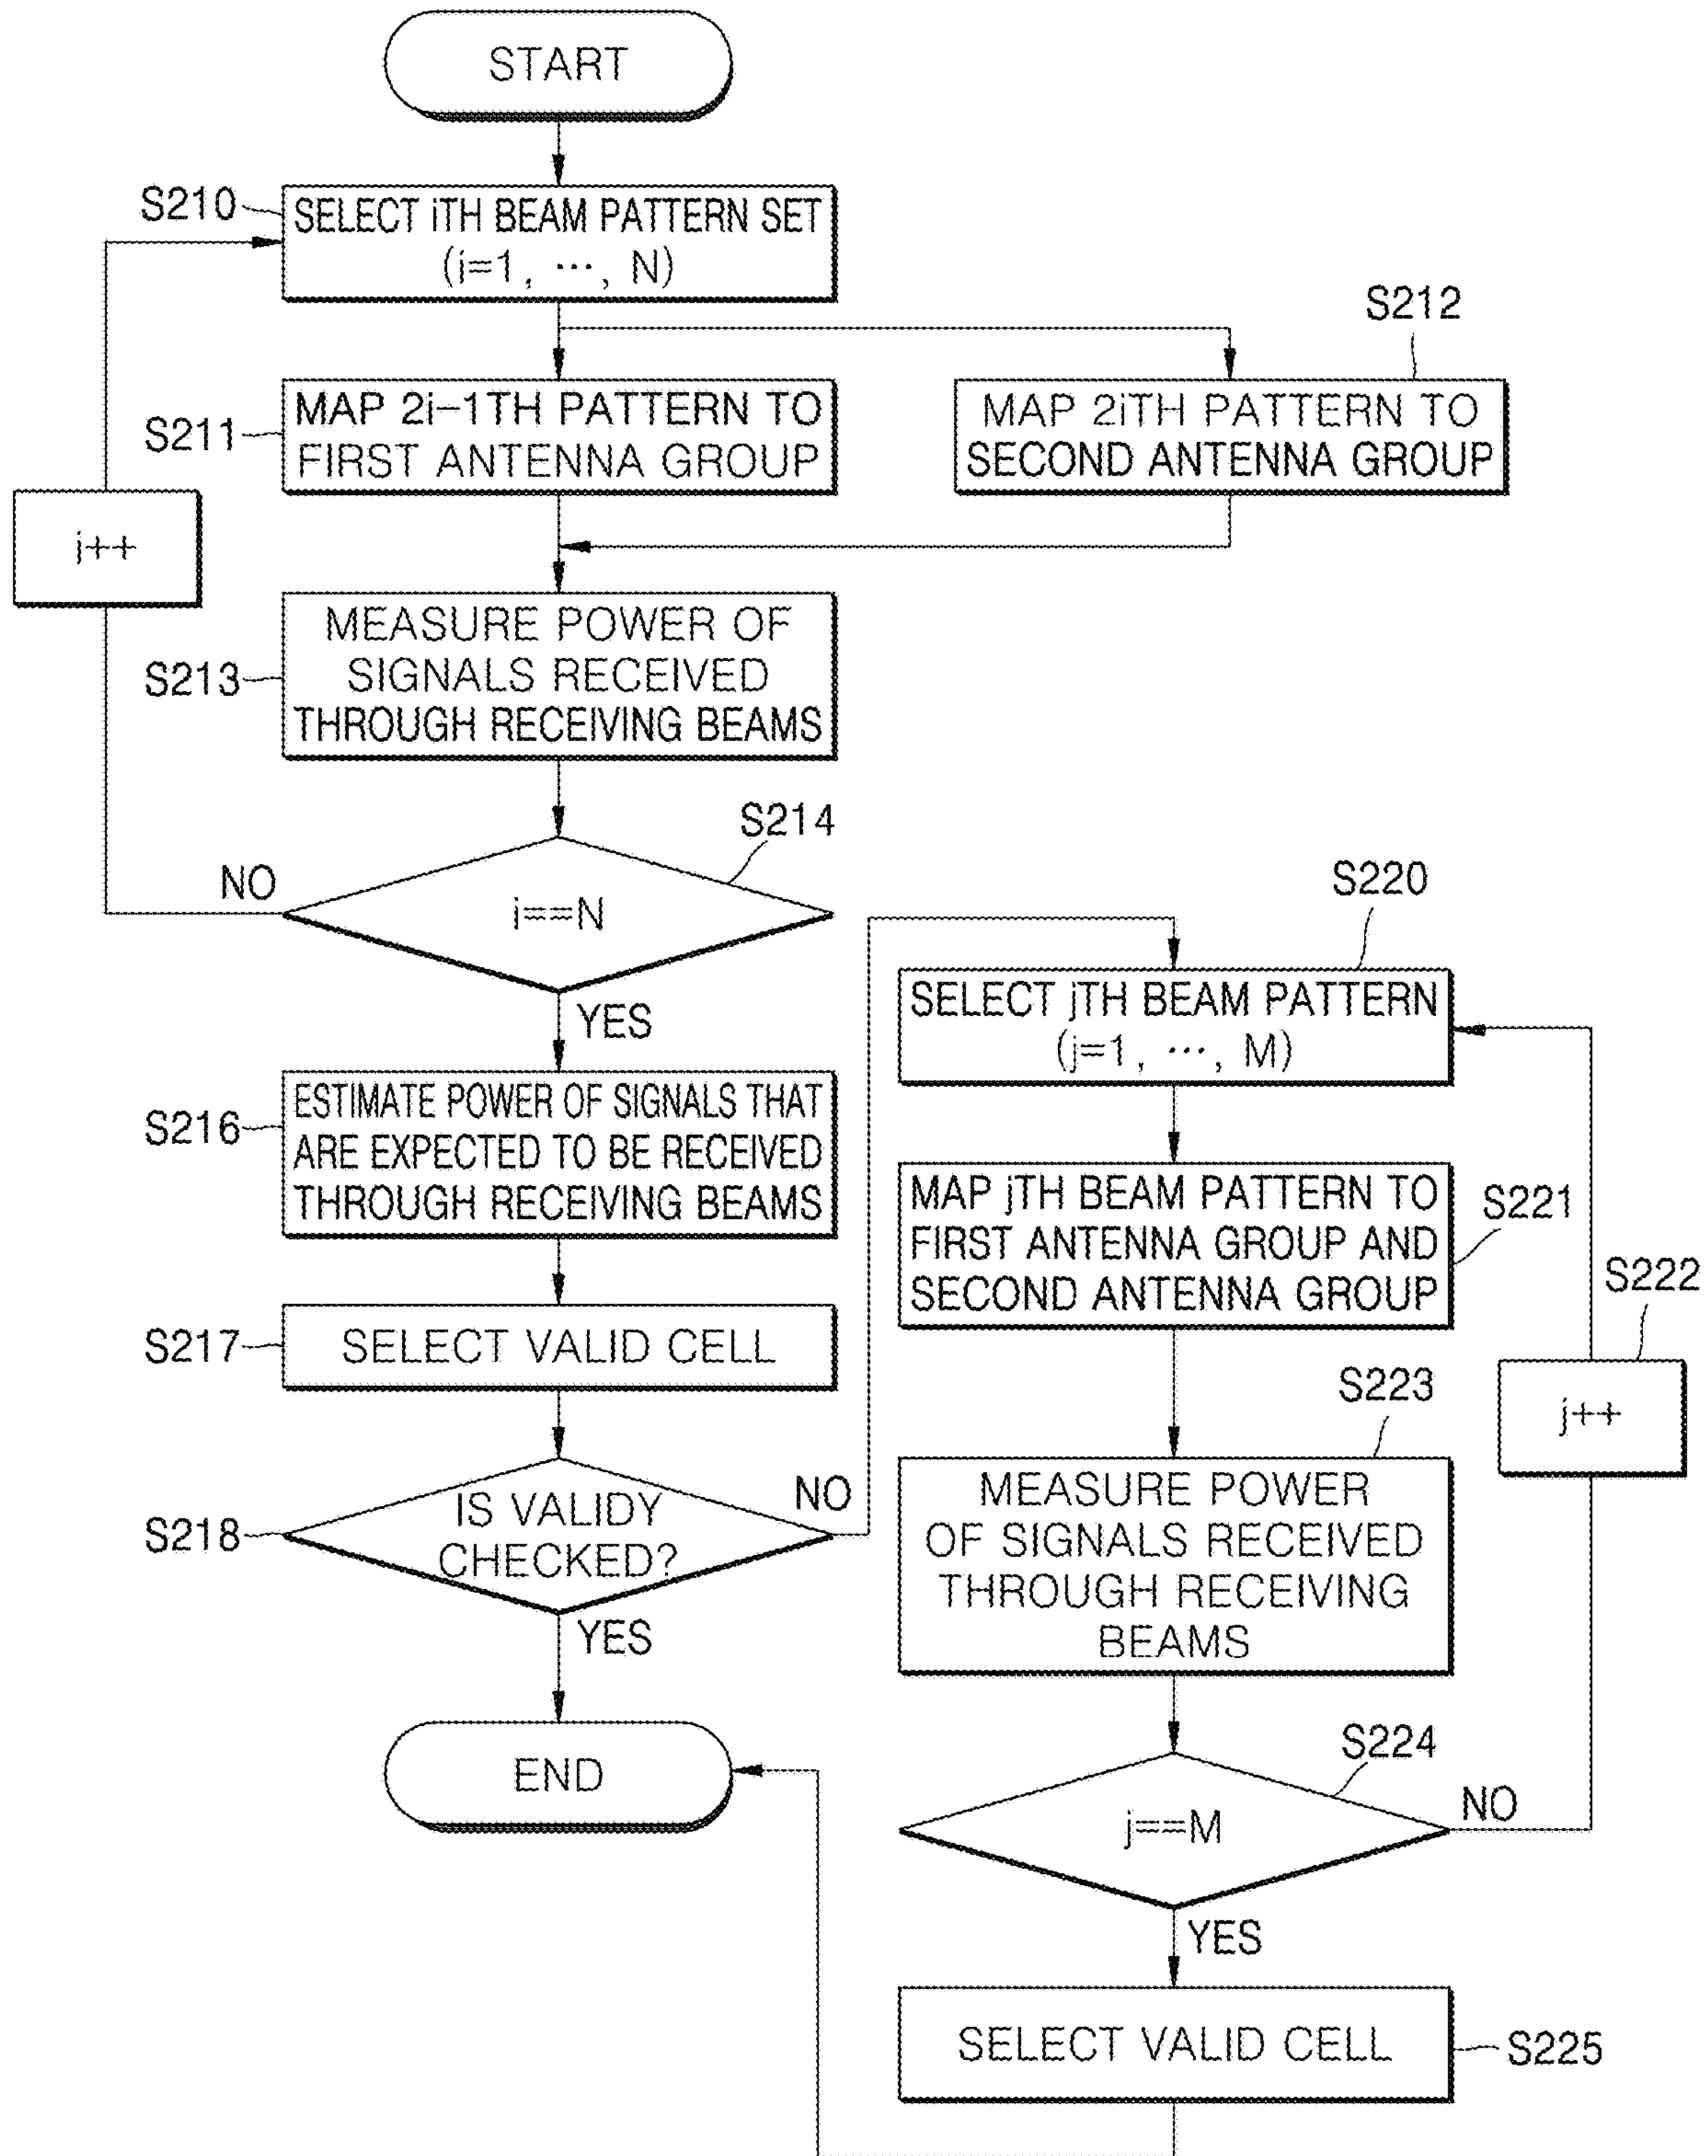 START
S210
SELECT iTH BEAM PATTERN SET
(i=1, ···, N)
S212
S211
MAP 2i-1TH PATTERN TO
FIRST ANTENNA GROUP
MAP 2iTH PATTERN TO
SECOND ANTENNA GROUP
j++
S213
MEASURE POWER OF
SIGNALS RECEIVED
THROUGH RECEIVING BEAMS
S214
NO
i==N
YES
S216
ESTIMATE POWER OF SIGNALS THAT
ARE EXPECTED TO BE RECEIVED
THROUGH RECEIVING BEAMS
S217
SELECT VALID CELL
S218
IS VALIDY
CHECKED?
NO
YES
END
S220
SELECT jTH BEAM PATTERN
(j=1, ···, M)
MAP jTH BEAM PATTERN TO
FIRST ANTENNA GROUP AND
SECOND ANTENNA GROUP
S221
S222
j++
S223
MEASURE POWER
OF SIGNALS RECEIVED
THROUGH RECEIVING
BEAMS
S224
j==M
NO
YES
SELECT VALID CELL
S225